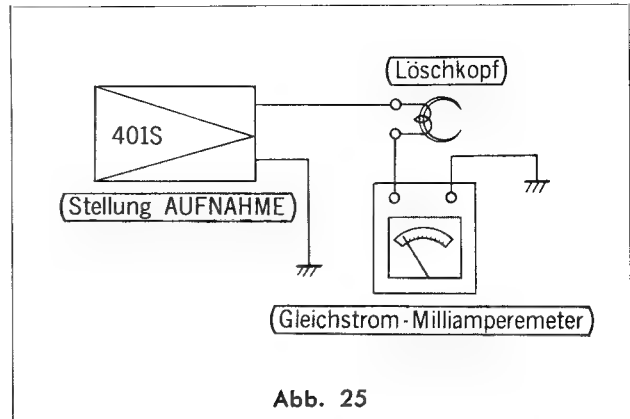 (Löschkopf)
401S
(Stellung AUFNAHME)
(Gleichstrom-Milliamperemeter)
Abb. 25